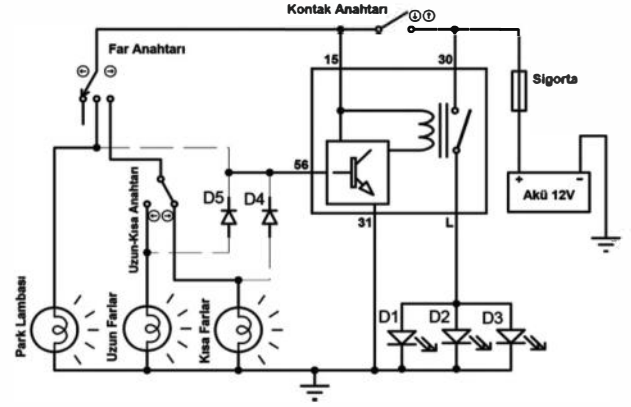 Kontak Anahtarı
Far Anahtarı
15
30
Sigorta
56
D5
D4
Uzun-Kısa Anahtarı
+
-
Akü 12V
31
L
D1
D2
D3
Park Lambası
Uzun Farlar
Kısa Farlar